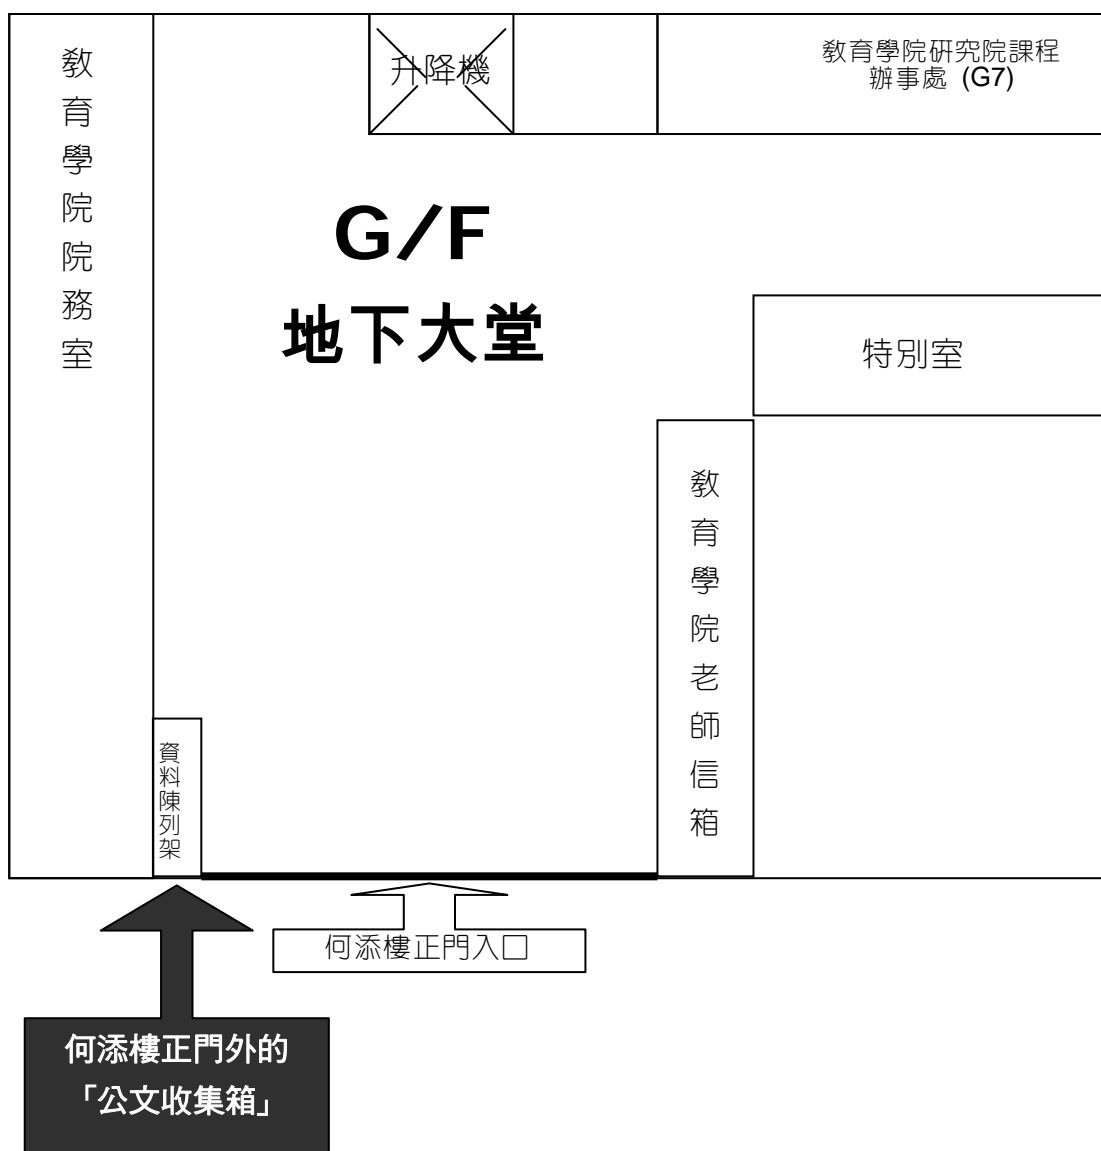 教育學院院務室
升降機
教育學院研究院課程
辦事處 (G7)
G/F
地下大堂
特別室
教育學院老師信箱
資料陳列架
何添樓正門入口
何添樓正門外的
「公文收集箱」